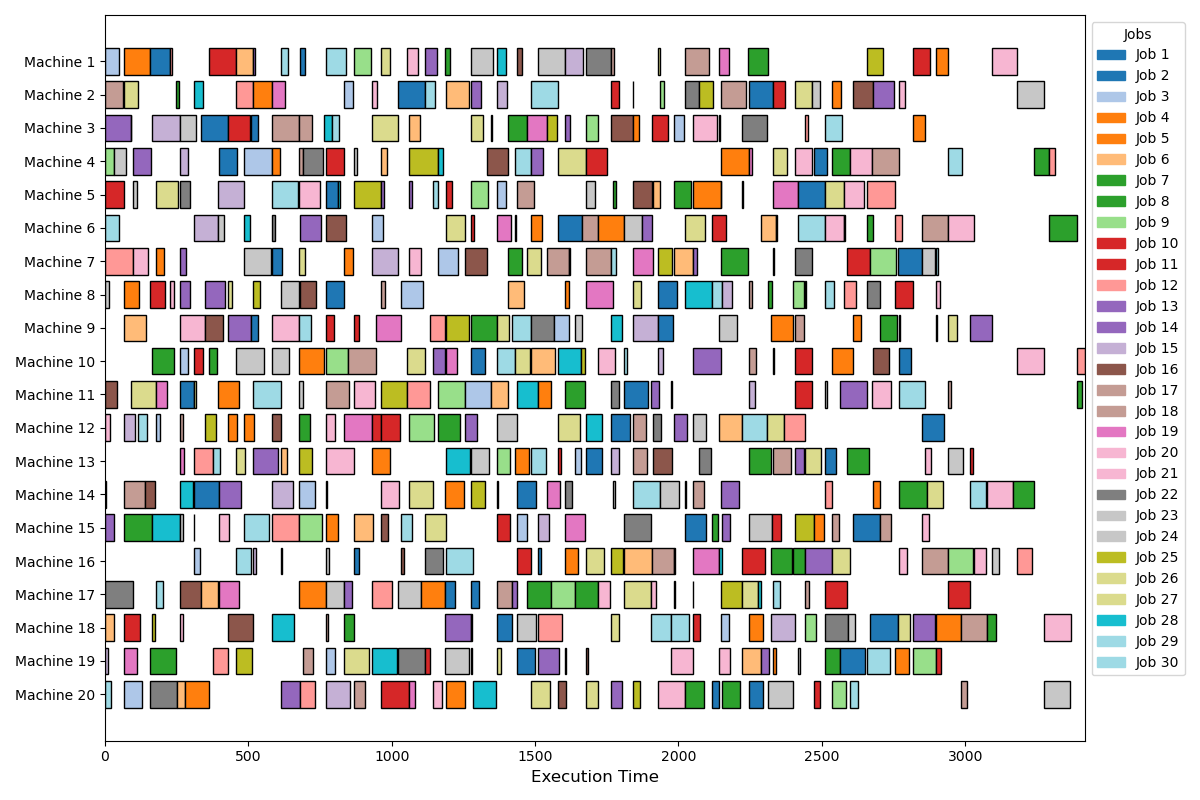 Machine 1
Machine 2
Machine 3
Machine 4
Machine 5
Machine 6
Machine 7
Machine 8
Machine 9
Machine 10
Machine 11
Machine 12
Machine 13
Machine 14
Machine 15
Machine 16
Machine 17
Machine 18
Machine 19
Machine 20
0 500 1000 1500 2000 2500 3000
Execution Time
Jobs
Job 1
Job 2
Job 3
Job 4
Job 5
Job 6
Job 7
Job 8
Job 9
Job 10
Job 11
Job 12
Job 13
Job 14
Job 15
Job 16
Job 17
Job 18
Job 19
Job 20
Job 21
Job 22
Job 23
Job 24
Job 25
Job 26
Job 27
Job 28
Job 29
Job 30